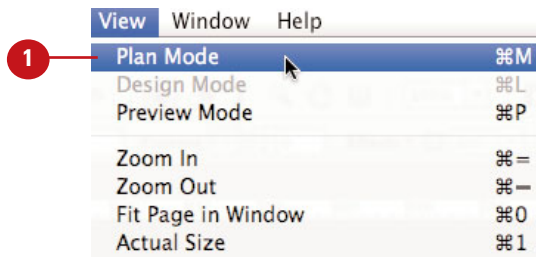 View Window Help
1 Plan Mode ⌘M
Design Mode ⌘L
Preview Mode ⌘P
Zoom In ⌘=
Zoom Out ⌘–
Fit Page in Window ⌘0
Actual Size ⌘1